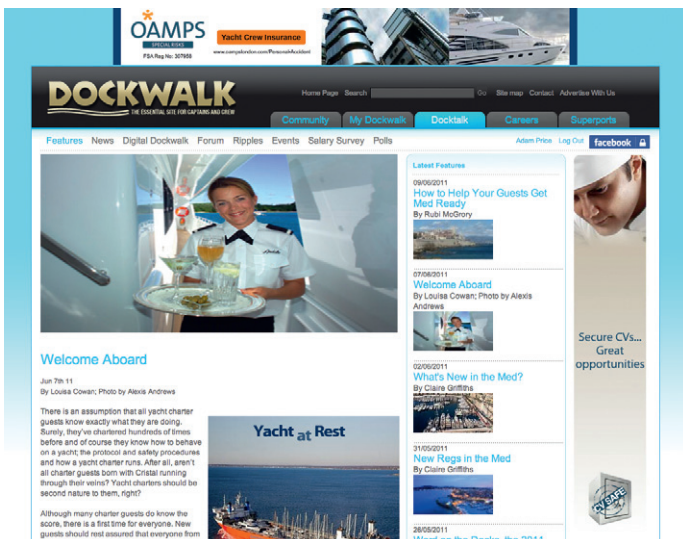 OAMPS
SPECIAL RISKS
FSA Reg No: 307959
Yacht Crew Insurance
www.oampslondon.com/PersonalAccident
DOCKWALK
THE ESSENTIAL SITE FOR CAPTAINS AND CREW
Home Page Search Go Site map Contact Advertise With Us
Community My Dockwalk Docktalk Careers Superports
Features News Digital Dockwalk Forum Ripples Events Salary Survey Polls
Adam Price Log Out facebook
Welcome Aboard
Jun 7th 11
By Louisa Cowan; Photo by Alexis Andrews
There is an assumption that all yacht charter
guests know exactly what they are doing.
Surely, they've chartered hundreds of times
before and of course they know how to behave
on a yacht; the protocol and safety procedures
and how a yacht charter runs. After all, aren't
all charter guests born with Cristal running
through their veins? Yacht charters should be
second nature to them, right?
Although many charter guests do know the
score, there is a first time for everyone. New
guests should rest assured that everyone from
Yacht at Rest
Latest Features
09/06/2011
How to Help Your Guests Get
Med Ready
By Rubi McGrory
07/06/2011
Welcome Aboard
By Louisa Cowan; Photo by Alexis
Andrews
02/06/2011
What's New in the Med?
By Claire Griffiths
31/05/2011
New Regs in the Med
By Claire Griffiths
26/05/2011
Secure CVs...
Great
opportunities
CV SAFE